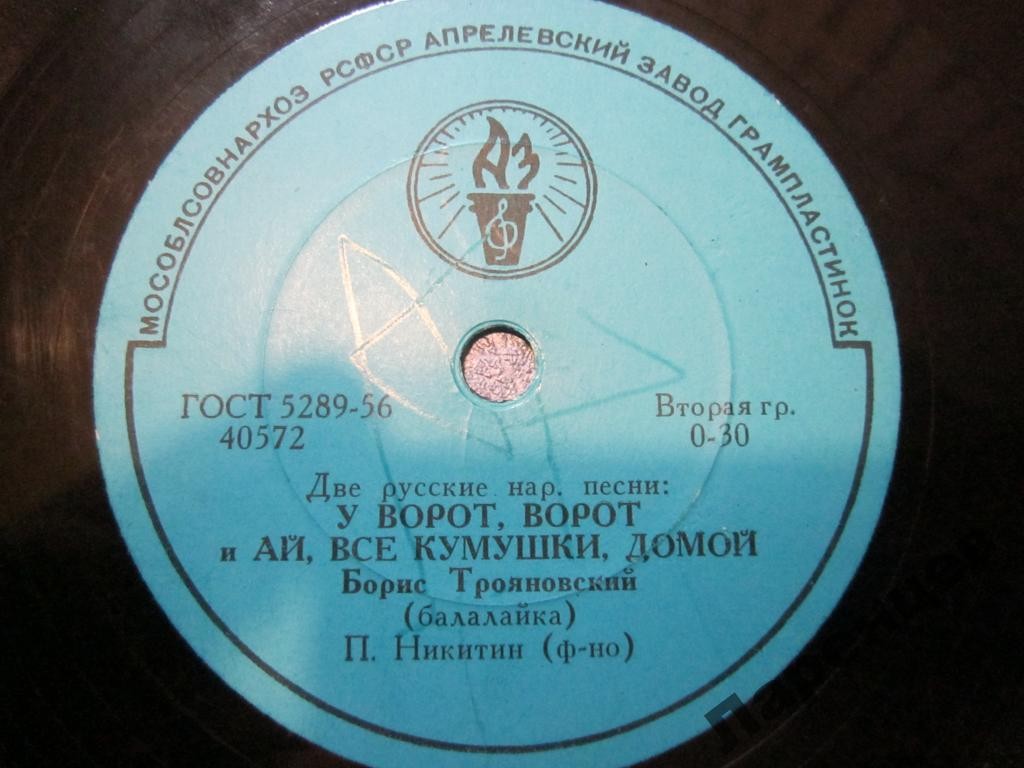 МОСОБЛСОВНАРХОЗ РСФСР АПРЕЛЕВСКИЙ ЗАВОД ГРАМПЛАСТИНОК
АЗ
ГОСТ 5289-56
40572
Вторая гр.
0-30
Две русские нар. песни:
У ВОРОТ, ВОРОТ
и АЙ, ВСЕ КУМУШКИ, ДОМОЙ
Борис Трояновский
(балалайка)
П. Никитин (ф-но)